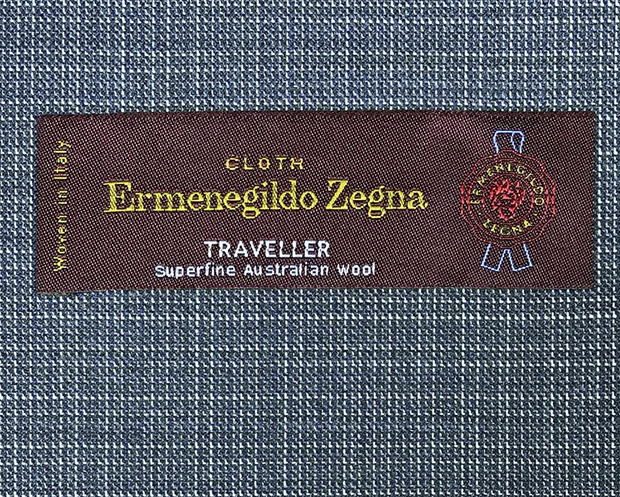 Woven in Italy
CLOTH
Ermenegildo Zegna
TRAVELLER
Superfine Australian Wool
ERMENEGILDO
ZEGNA